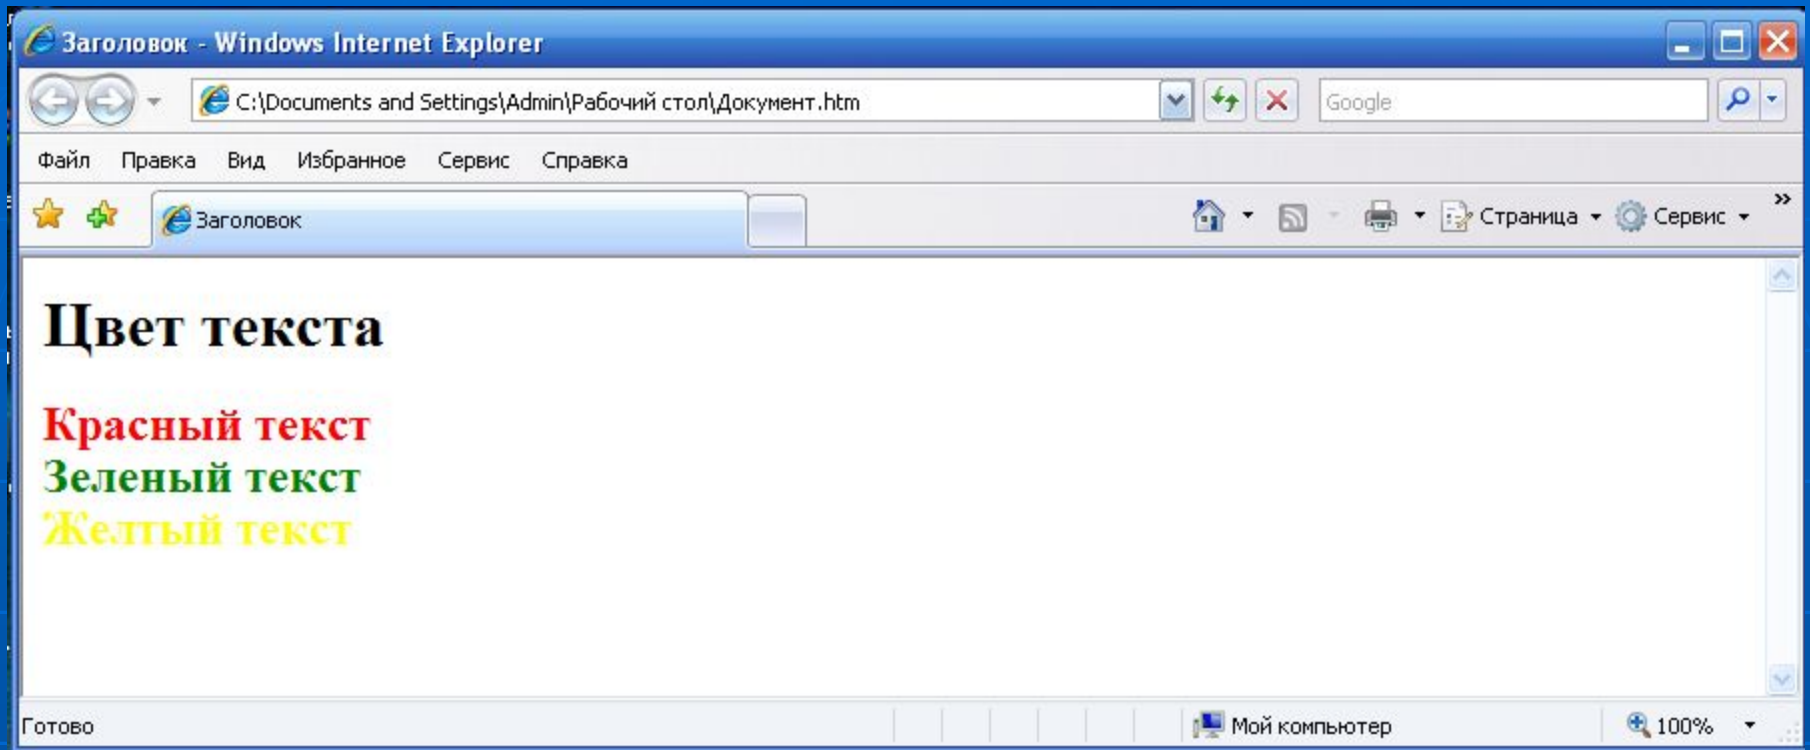 Заголовок - Windows Internet Explorer
C:\Documents and Settings\Admin\Рабочий стол\Документ.htm
Google
Файл Правка Вид Избранное Сервис Справка
Заголовок
Страница Сервис »
Цвет текста
Красный текст
Зеленый текст
Желтый текст
Готово
Мой компьютер
100%